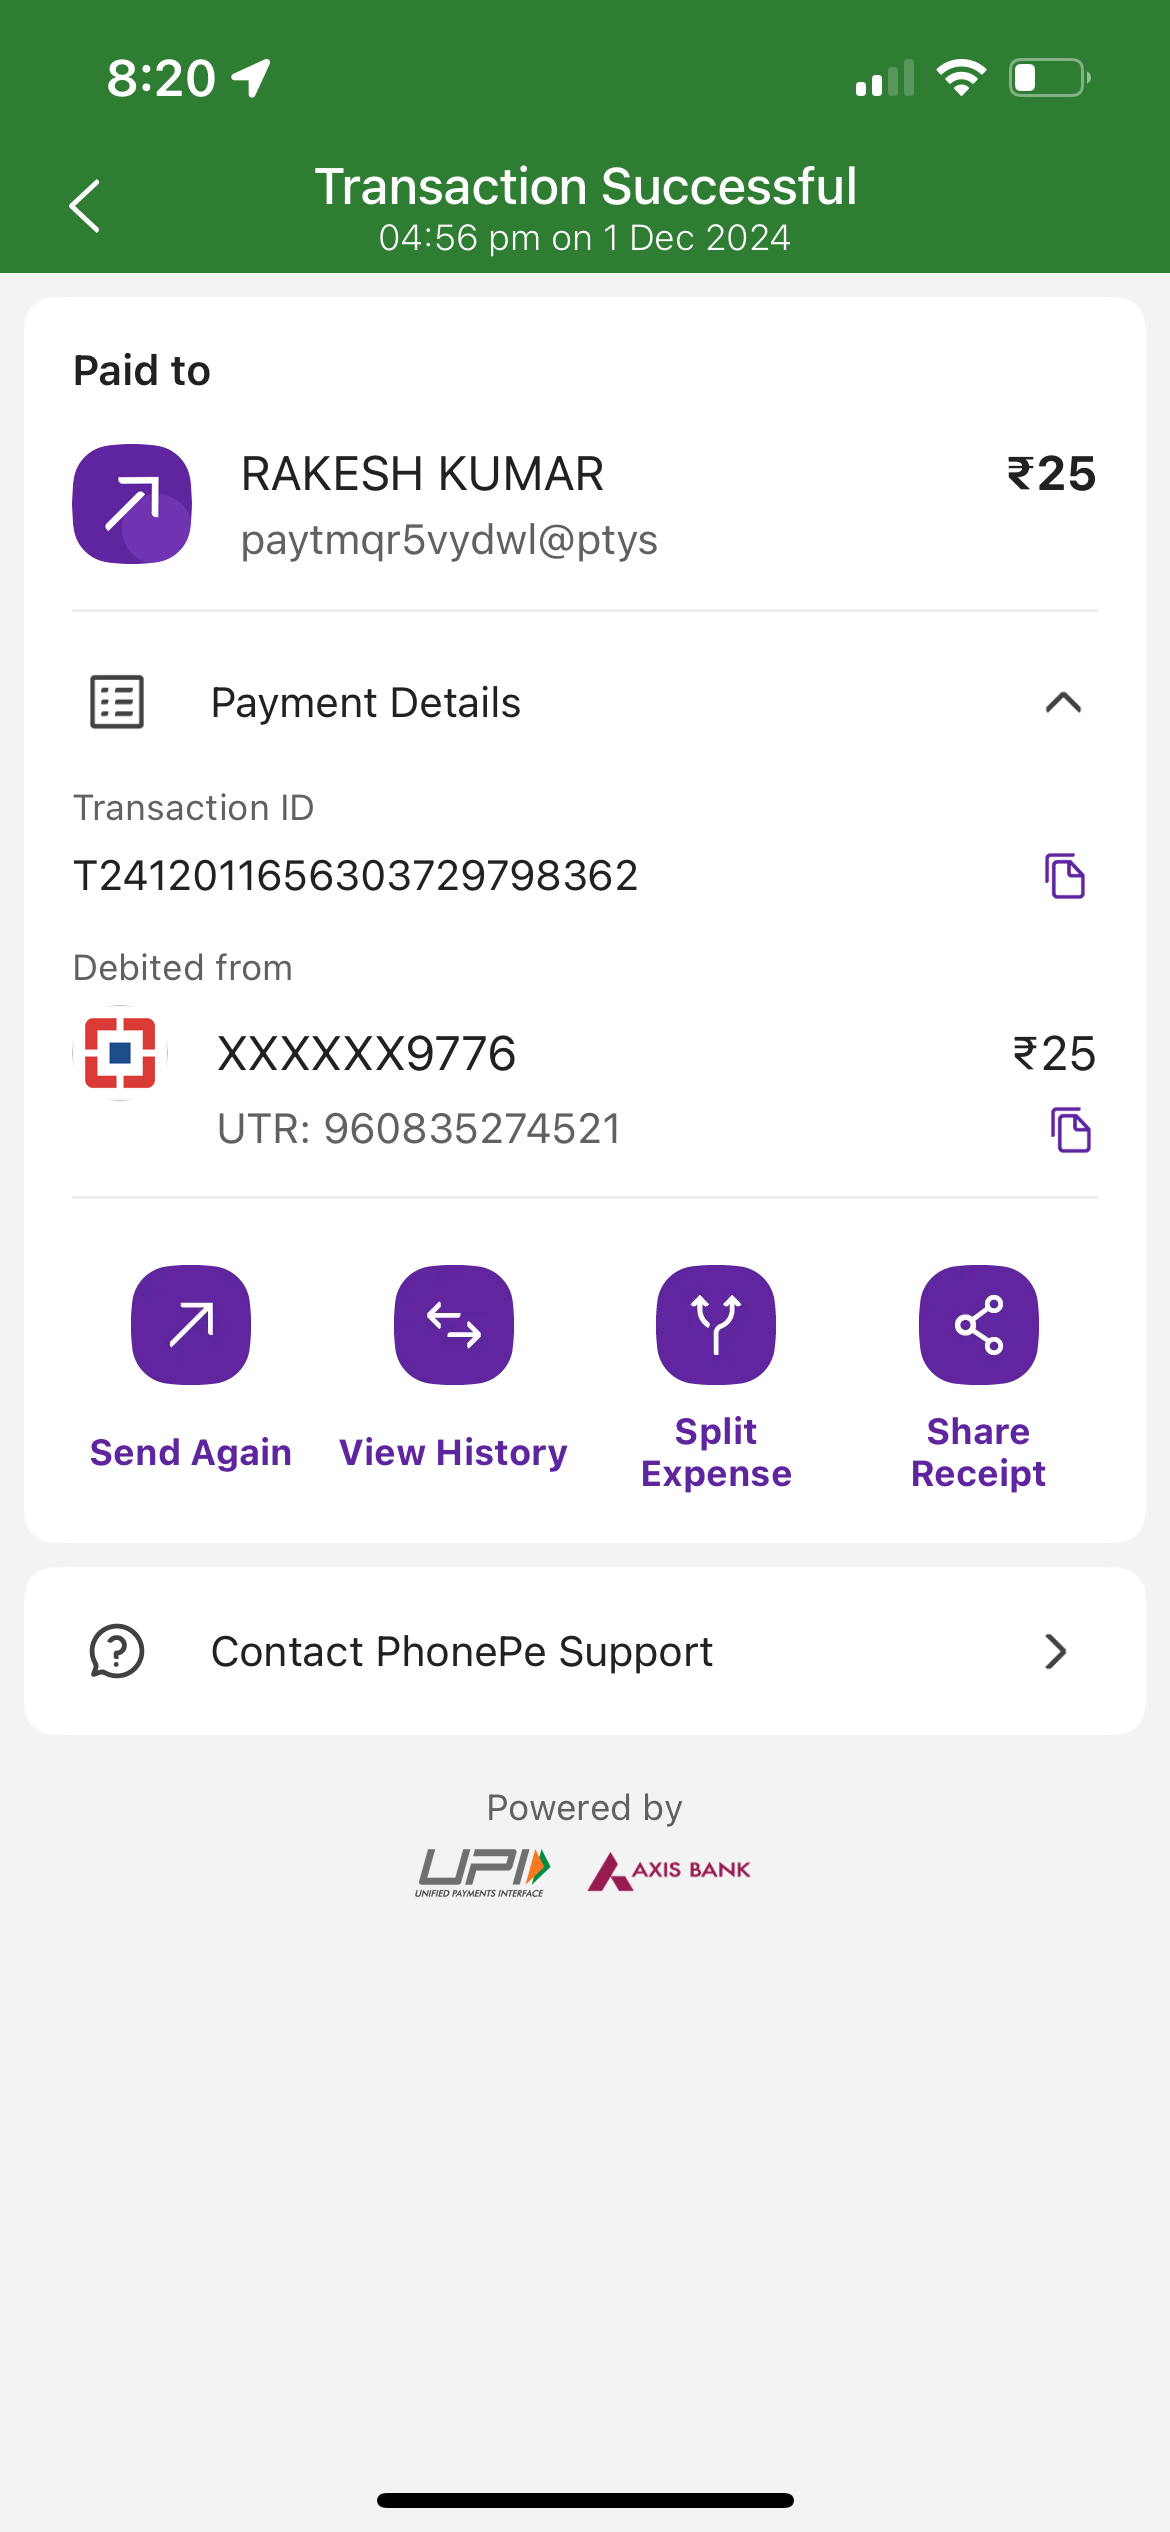 8:20
Transaction Successful
04:56 pm on 1 Dec 2024
Paid to
RAKESH KUMAR ₹25
paytmqr5vydwl@ptys
Payment Details
Transaction ID
T2412011656303729798362
Debited from
XXXXXX9776 ₹25
UTR: 960835274521
Send Again
View History
Split
Expense
Share
Receipt
Contact PhonePe Support
Powered by
UPI
UNIFIED PAYMENTS INTERFACE
AXIS BANK